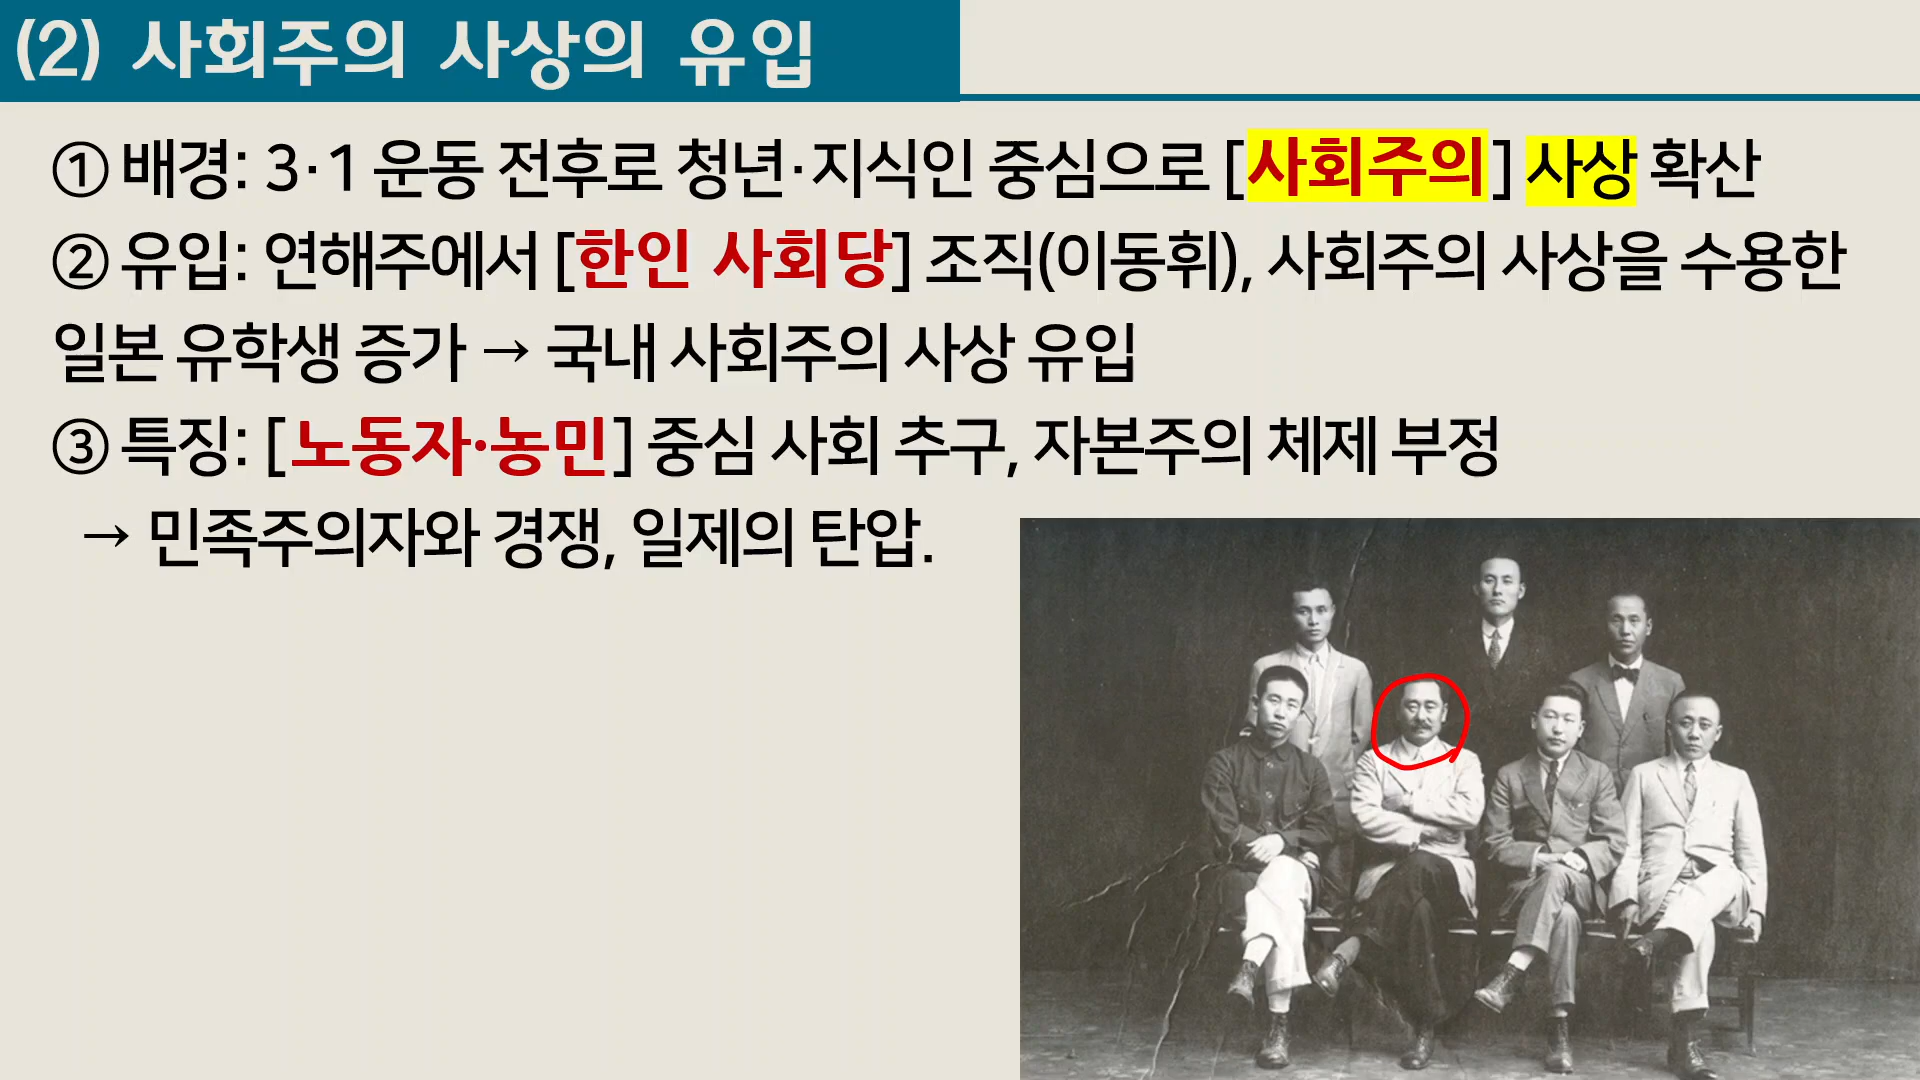 (2) 사회주의 사상의 유입
① 배경: 3·1 운동 전후로 청년·지식인 중심으로 [사회주의] 사상 확산
② 유입: 연해주에서 [한인 사회당] 조직(이동휘), 사회주의 사상을 수용한
일본 유학생 증가 → 국내 사회주의 사상 유입
③ 특징: [노동자·농민] 중심 사회 추구, 자본주의 체제 부정
→ 민족주의자와 경쟁, 일제의 탄압.